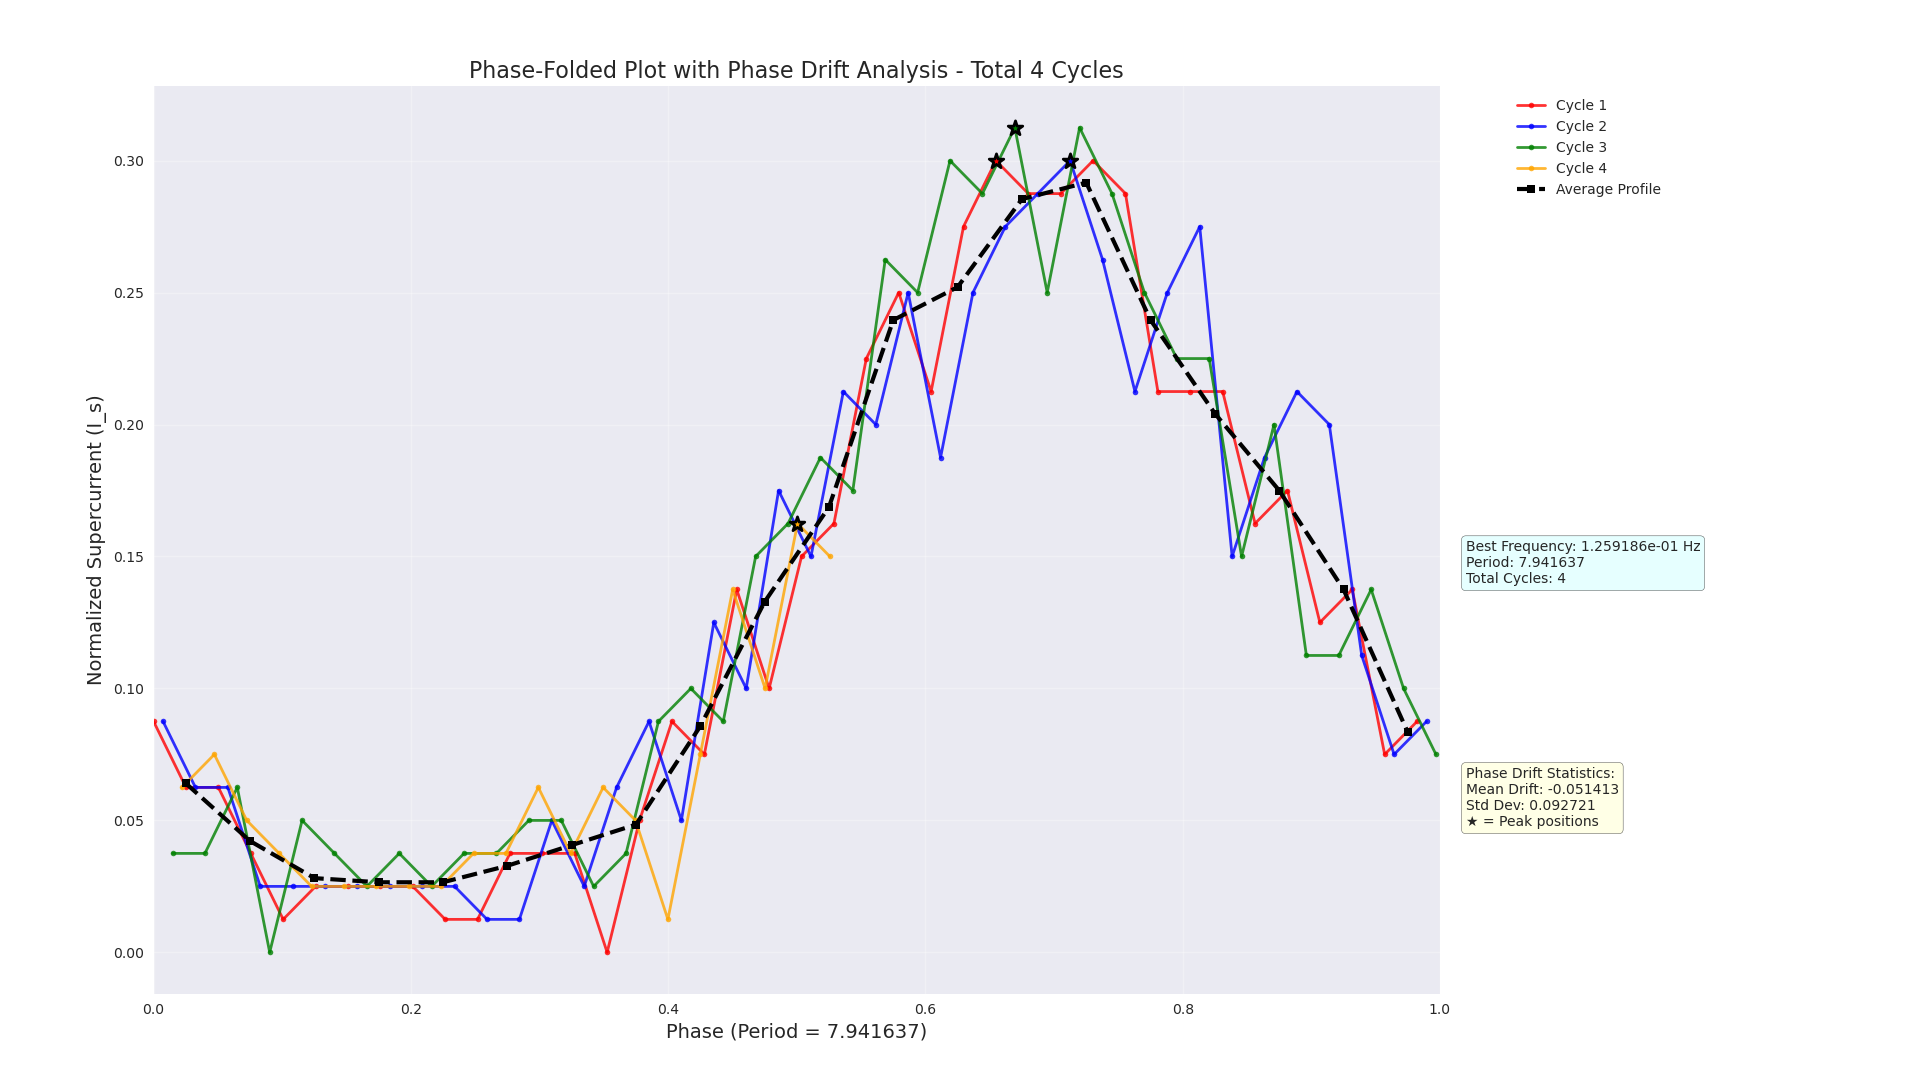 Phase-Folded Plot with Phase Drift Analysis - Total 4 Cycles
Cycle 1
Cycle 2
Cycle 3
Cycle 4
Average Profile
Normalized Supercurrent (I_s)
0.30
0.25
0.20
0.15
0.10
0.05
0.00
0.0
0.2
0.4
0.6
0.8
1.0
Phase (Period = 7.941637)
Best Frequency: 1.259186e-01 Hz
Period: 7.941637
Total Cycles: 4
Phase Drift Statistics:
Mean Drift: -0.051413
Std Dev: 0.092721
★ = Peak positions